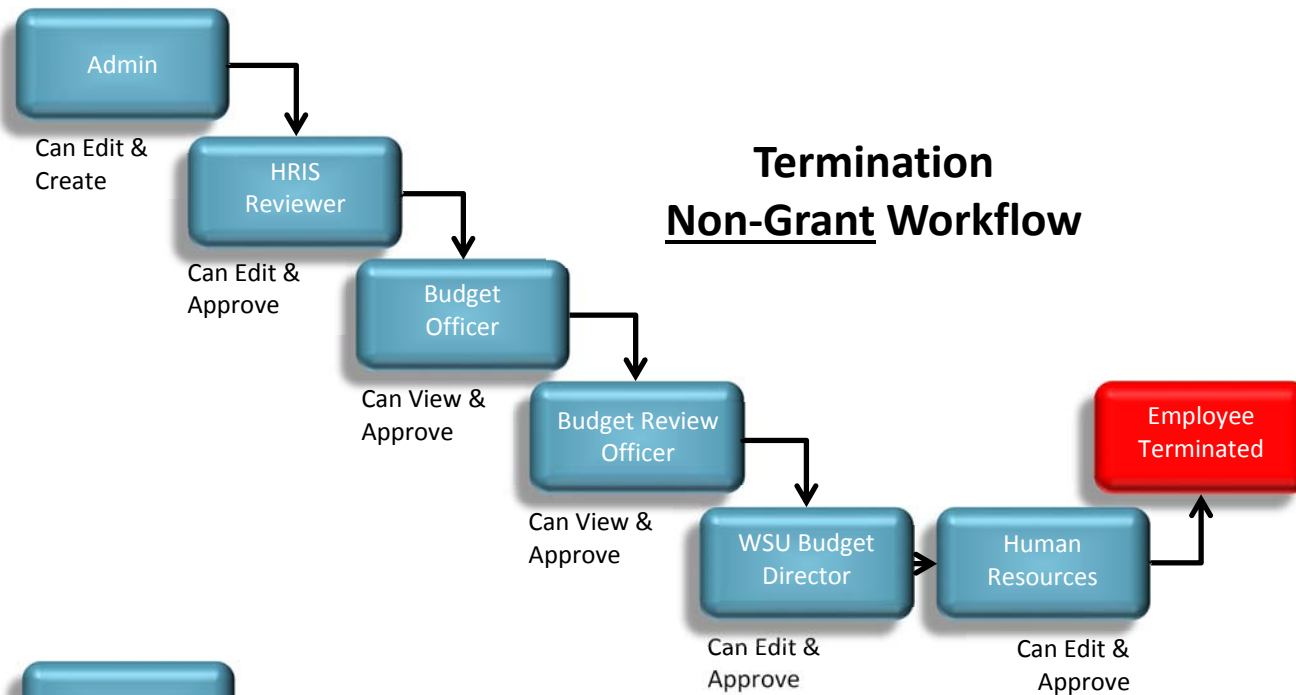 Admin
Can Edit &
Create
HRIS
Reviewer
Can Edit &
Approve
Termination
Non-Grant Workflow
Budget
Officer
Can View &
Approve
Budget Review
Officer
Can View &
Approve
WSU Budget
Director
Can Edit &
Approve
Human
Resources
Can Edit &
Approve
Employee
Terminated